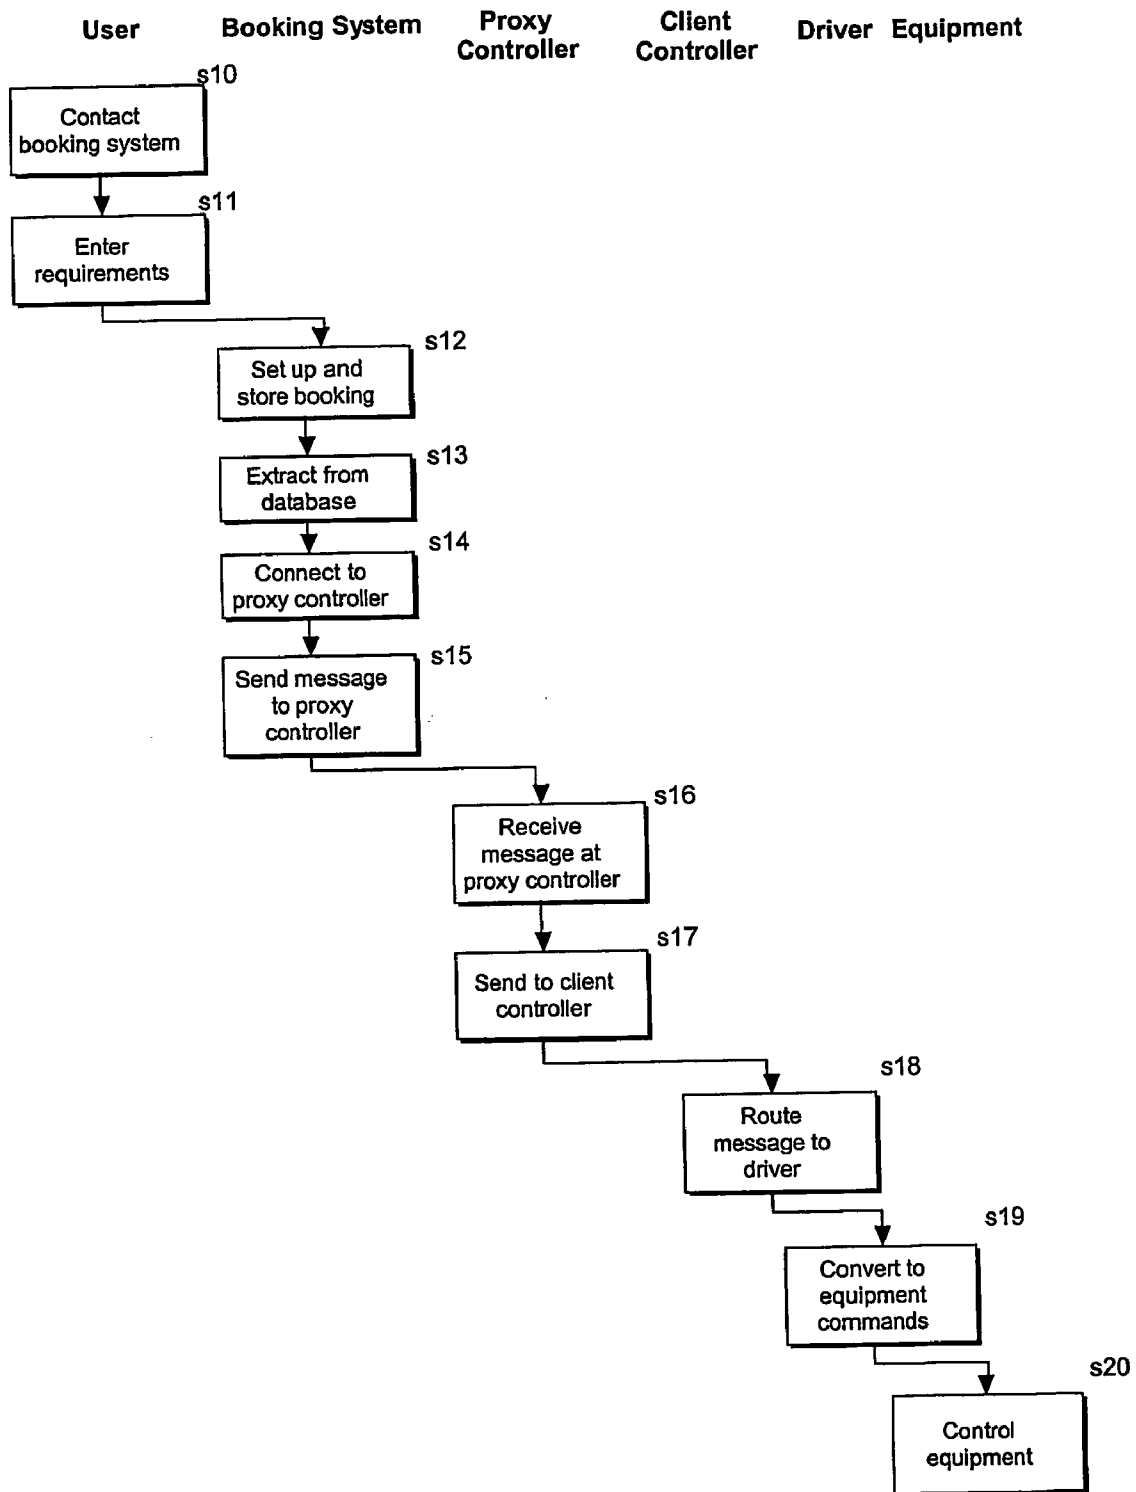 User
Booking System
Proxy
Controller
Client
Controller
Driver
Equipment
s10
Contact
booking system
s11
Enter
requirements
s12
Set up and
store booking
s13
Extract from
database
s14
Connect to
proxy controller
s15
Send message
to proxy
controller
s16
Receive
message at
proxy controller
s17
Send to client
controller
s18
Route
message to
driver
s19
Convert to
equipment
commands
s20
Control
equipment